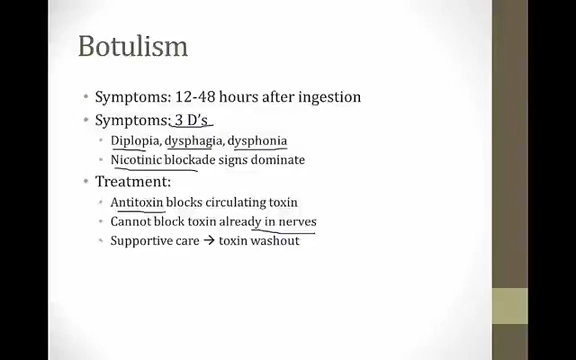 Botulism
• Symptoms: 12-48 hours after ingestion
• Symptoms: 3 D's
• Diplopia, dysphagia, dysphonia
• Nicotinic blockade signs dominate
• Treatment:
• Antitoxin blocks circulating toxin
• Cannot block toxin already in nerves
• Supportive care → toxin washout